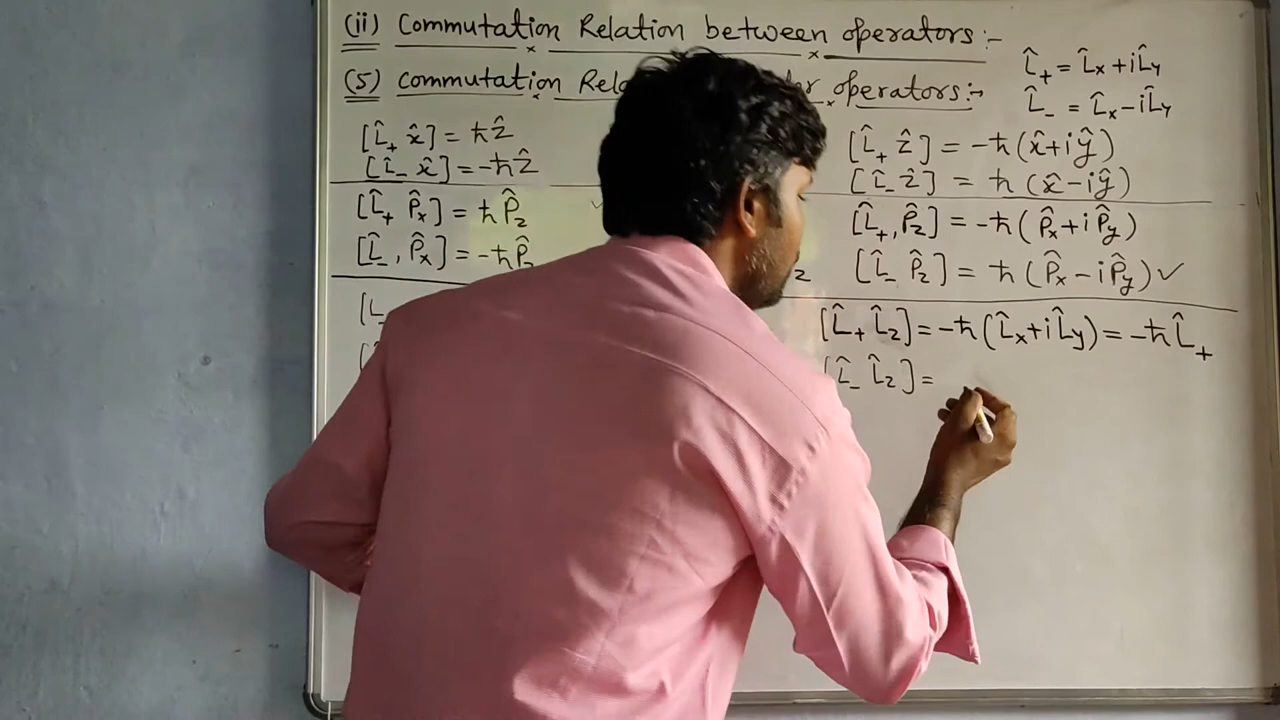 (ii) Commutation Relation between operators:-
(5) Commutation operators:-
L̂₊ = L̂x + iL̂y
L̂₋ = L̂x - iL̂y
[L̂₊ x̂] = ħẑ
[L̂₋ x̂] = -ħẑ
[L̂₊ ẑ] = -ħ(x̂+iŷ)
[L̂₋ ẑ] = ħ(x̂-iŷ)
[L̂₊ P̂x] = ħP̂z
[L̂₋, P̂x] = -ħP̂z
[L̂₊, P̂z] = -ħ(P̂x+iP̂y)
[L̂₋ P̂z] = ħ(P̂x-iP̂y) ✓
[L̂₊ L̂z] = -ħ(L̂x+iL̂y) = -ħL̂₊
[L̂₋ L̂z] =